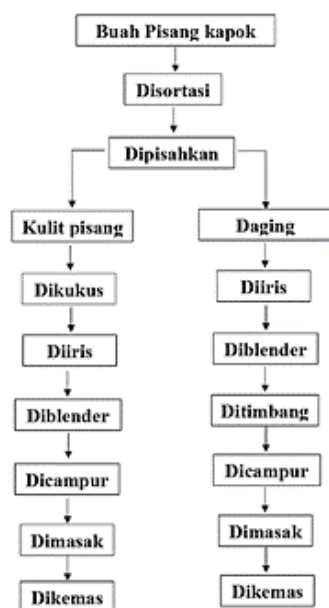 Buah Pisang kapok
Disortasi
Dipisahkan
Kulit pisang
Dikukus
Diiris
Diblender
Dicampur
Dimasak
Dikemas
Daging
Diiris
Diblender
Ditimbang
Dicampur
Dimasak
Dikemas